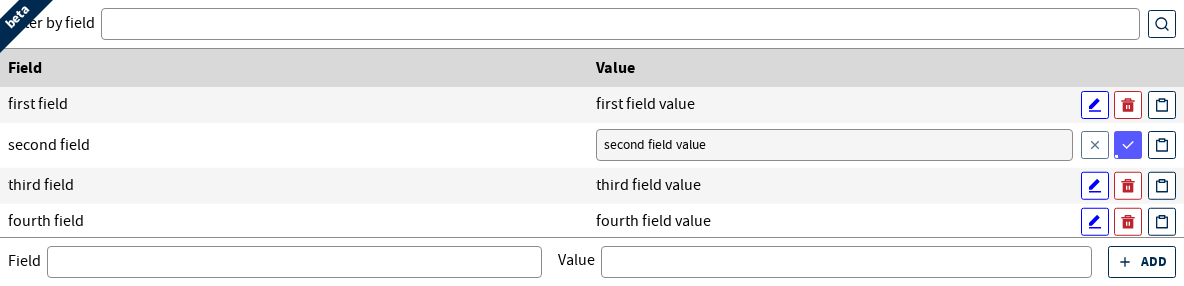 beta
ter by field
Field Value
first field first field value
second field second field value
third field third field value
fourth field fourth field value
Field Value + ADD